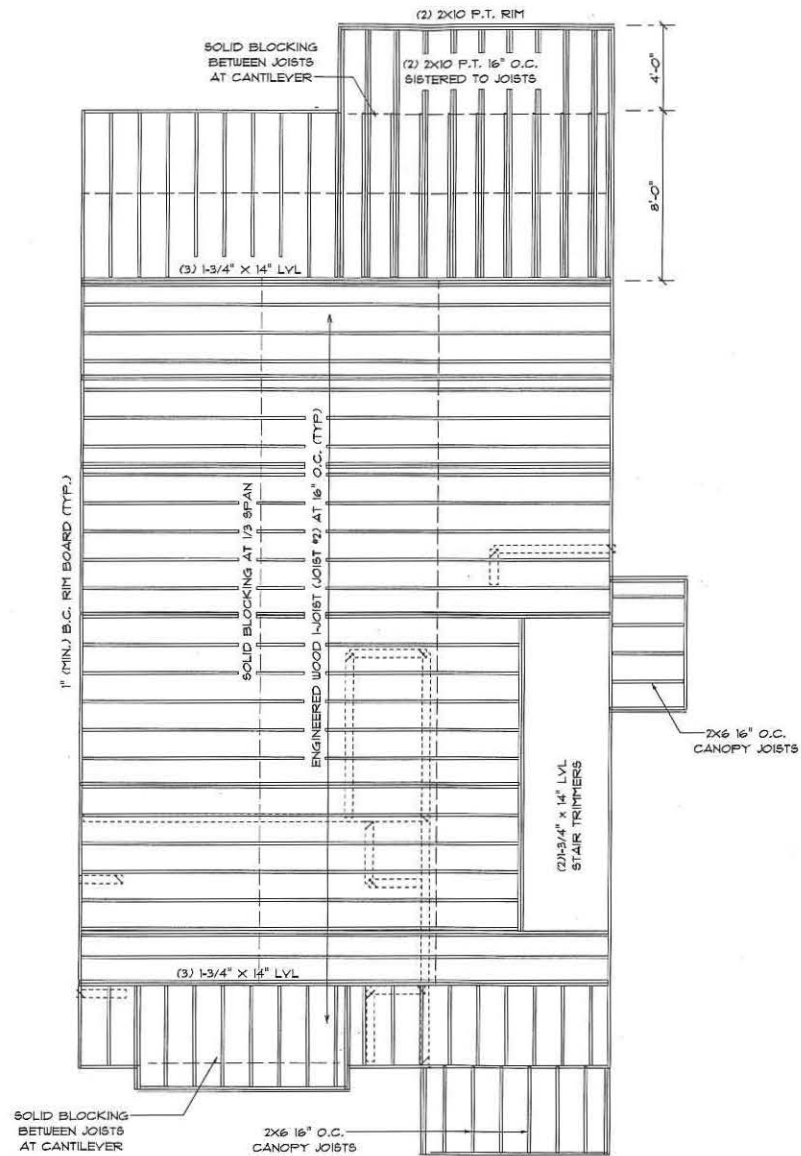 (2) 2X10 P.T. RIM
SOLID BLOCKING
BETWEEN JOISTS
AT CANTILEVER
(2) 2X10 P.T. 16" O.C.
SISTERED TO JOISTS
4'-0"
8'-0"
(3) 1-3/4" X 14" LVL
1" (MIN.) B.C. RIM BOARD (TYP.)
SOLID BLOCKING AT 1/3 SPAN
ENGINEERED WOOD I-JOIST (JOIST #2) AT 16" O.C. (TYP)
2X6 16" O.C.
CANOPY JOISTS
(2)1-3/4" x 14" LVL
STAIR TRIMMERS
(3) 1-3/4" X 14" LVL
SOLID BLOCKING
BETWEEN JOISTS
AT CANTILEVER
2X6 16" O.C.
CANOPY JOISTS